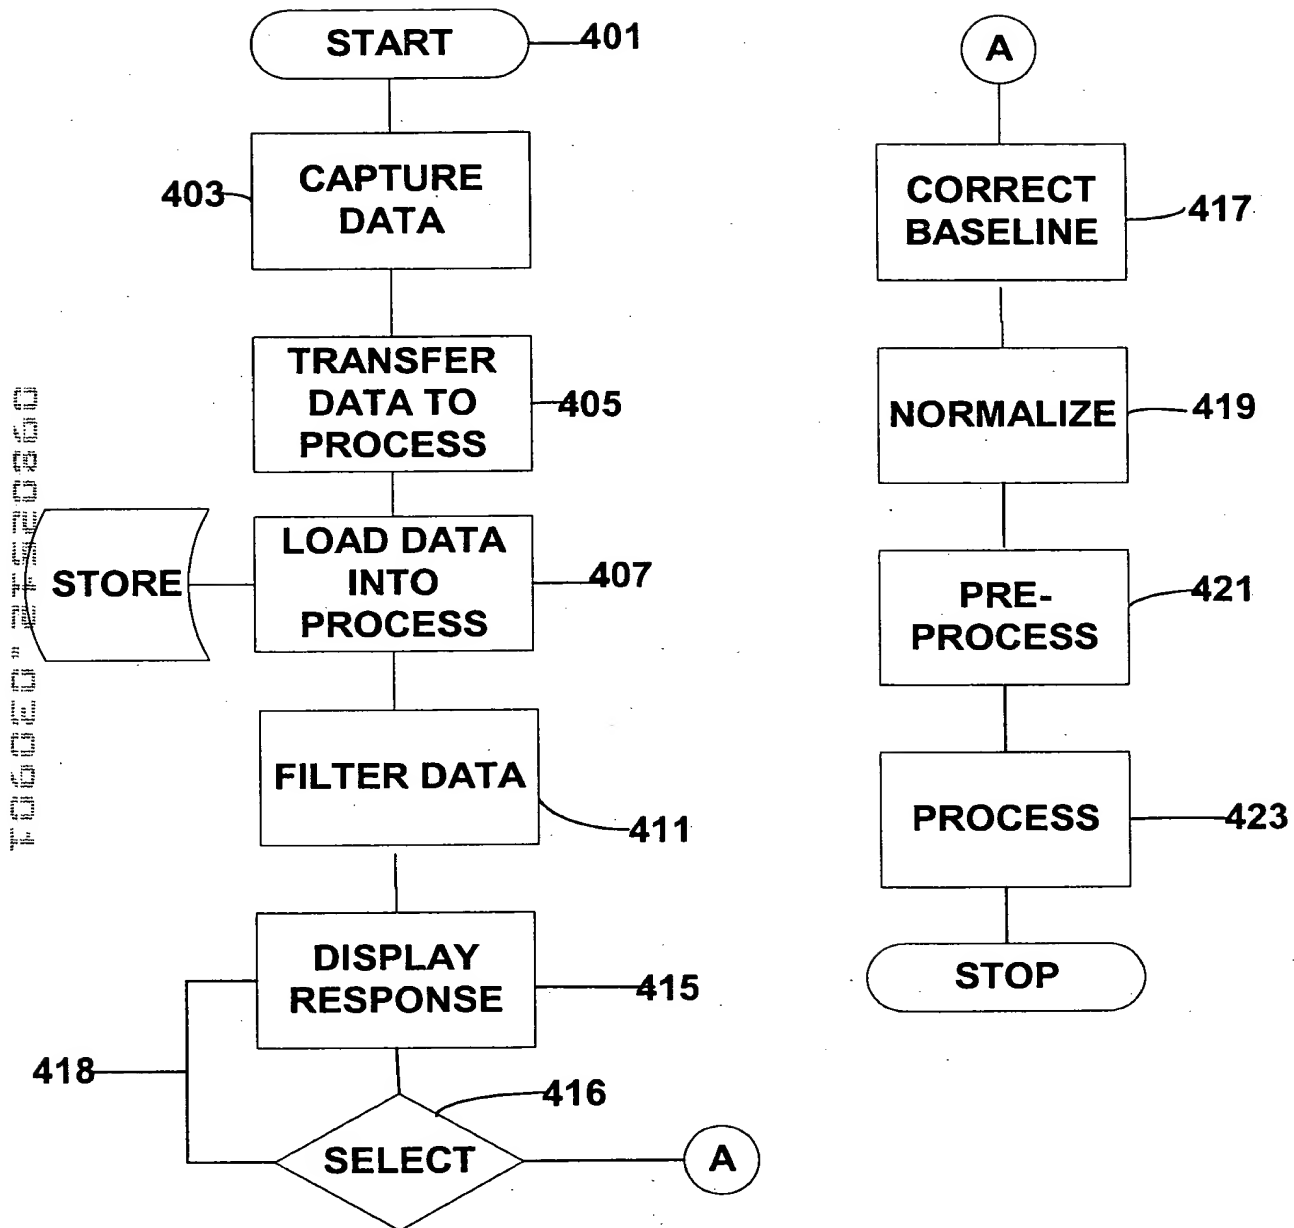 START
401
CAPTURE
DATA
403
TRANSFER
DATA TO
PROCESS
405
STORE
LOAD DATA
INTO
PROCESS
407
FILTER DATA
411
DISPLAY
RESPONSE
415
418
416
SELECT
A
A
CORRECT
BASELINE
417
NORMALIZE
419
PRE-
PROCESS
421
PROCESS
423
STOP